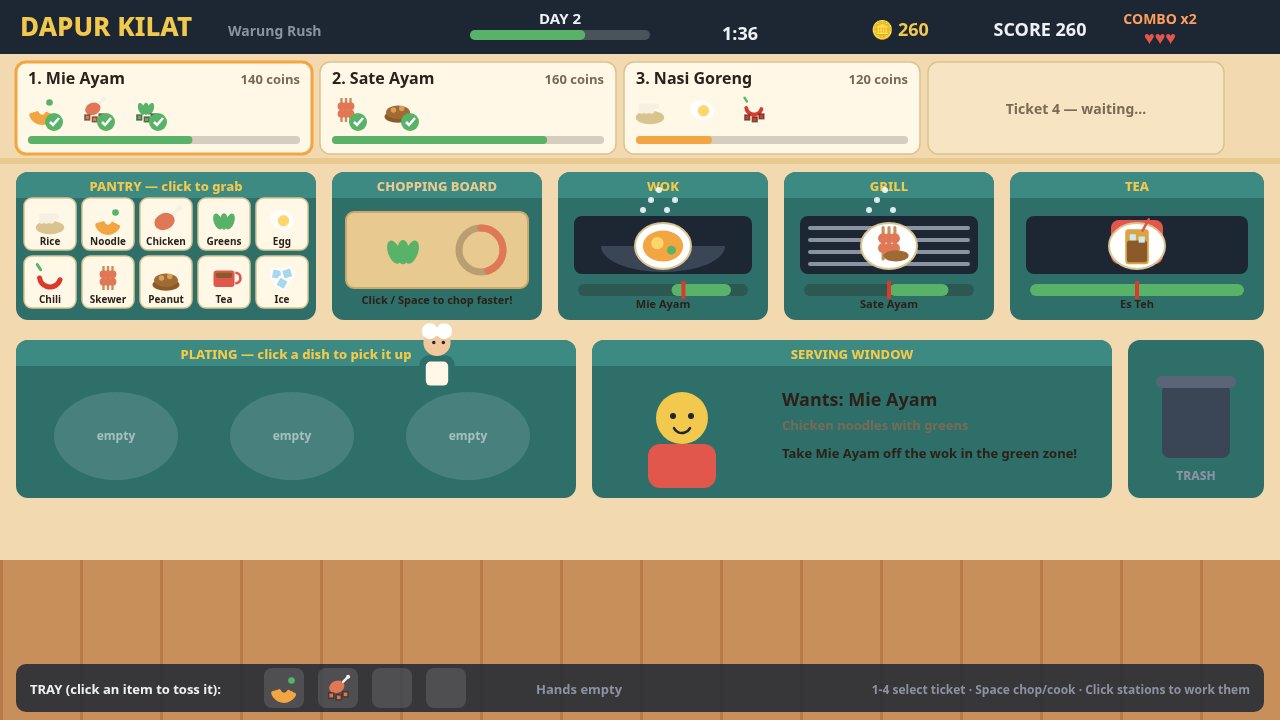 DAPUR KILAT
Warung Rush
DAY 2
1:36
260
SCORE 260
COMBO x2
1. Mie Ayam
140 coins
2. Sate Ayam
160 coins
3. Nasi Goreng
120 coins
Ticket 4 — waiting...
PANTRY — click to grab
Rice
Noodle
Chicken
Greens
Egg
Chili
Skewer
Peanut
Tea
Ice
CHOPPING BOARD
Click / Space to chop faster!
WOK
Mie Ayam
GRILL
Sate Ayam
TEA
Es Teh
PLATING — click a dish to pick it up
empty
empty
empty
SERVING WINDOW
Wants: Mie Ayam
Chicken noodles with greens
Take Mie Ayam off the wok in the green zone!
TRASH
TRAY (click an item to toss it):
Hands empty
1-4 select ticket · Space chop/cook · Click stations to work them